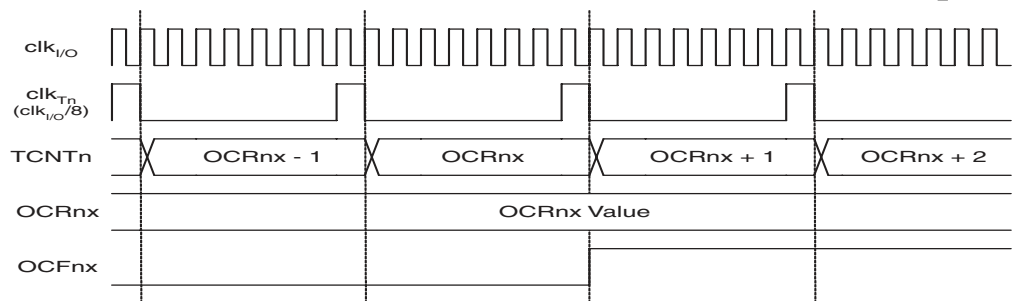 clkI/O
clkTn
(clkI/O/8)
TCNTn OCRnx - 1 OCRnx OCRnx + 1 OCRnx + 2
OCRnx OCRnx Value
OCFnx